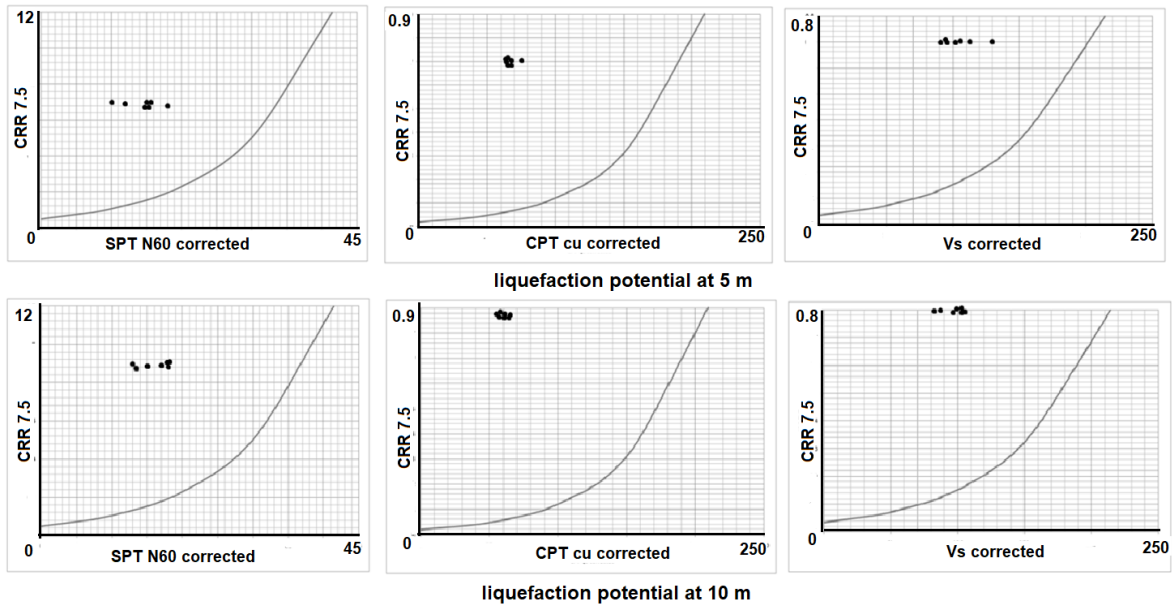 12
CRR 7.5
0
SPT N60 corrected
45
0.9
CRR 7.5
0
CPT cu corrected
250
0.8
CRR 7.5
0
Vs corrected
250
liquefaction potential at 5 m
12
CRR 7.5
0
SPT N60 corrected
45
0.9
CRR 7.5
0
CPT cu corrected
250
0.8
CRR 7.5
0
Vs corrected
250
liquefaction potential at 10 m